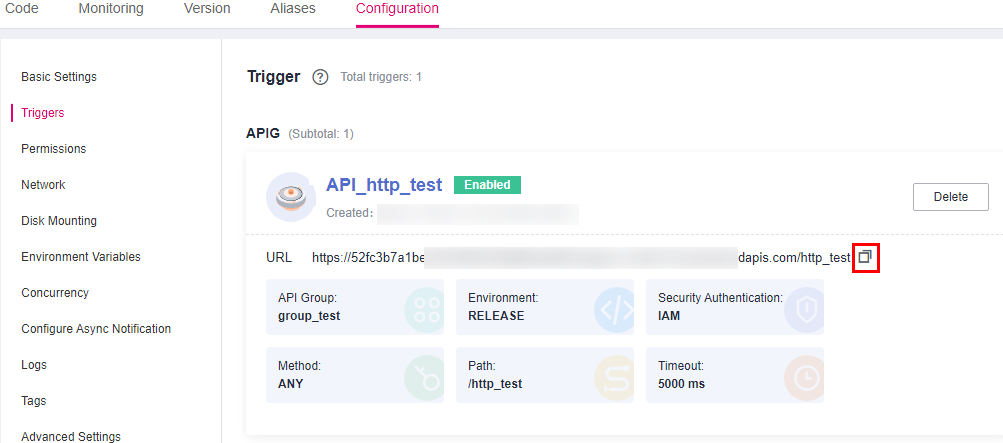 Code Monitoring Version Aliases Configuration
Basic Settings
Triggers
Permissions
Network
Disk Mounting
Environment Variables
Concurrency
Configure Async Notification
Logs
Tags
Advanced Settings
Trigger ? Total triggers: 1
APIG (Subtotal: 1)
API_http_test Enabled
Created:
Delete
URL https://52fc3b7a1be dapis.com/http_test
API Group:
group_test
Environment:
RELEASE
Security Authentication:
IAM
Method:
ANY
Path:
/http_test
Timeout:
5000 ms